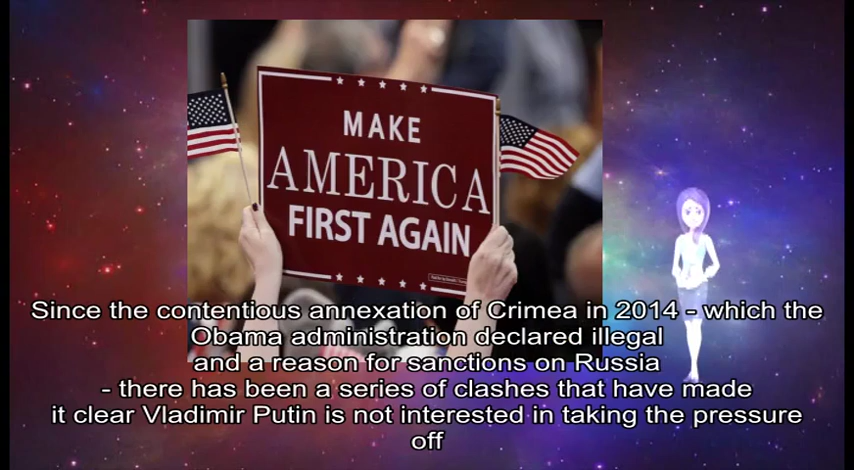 MAKE
AMERICA
FIRST AGAIN
Since the contentious annexation of Crimea in 2014 - which the
Obama administration declared illegal
and a reason for sanctions on Russia
- there has been a series of clashes that have made
it clear Vladimir Putin is not interested in taking the pressure
off